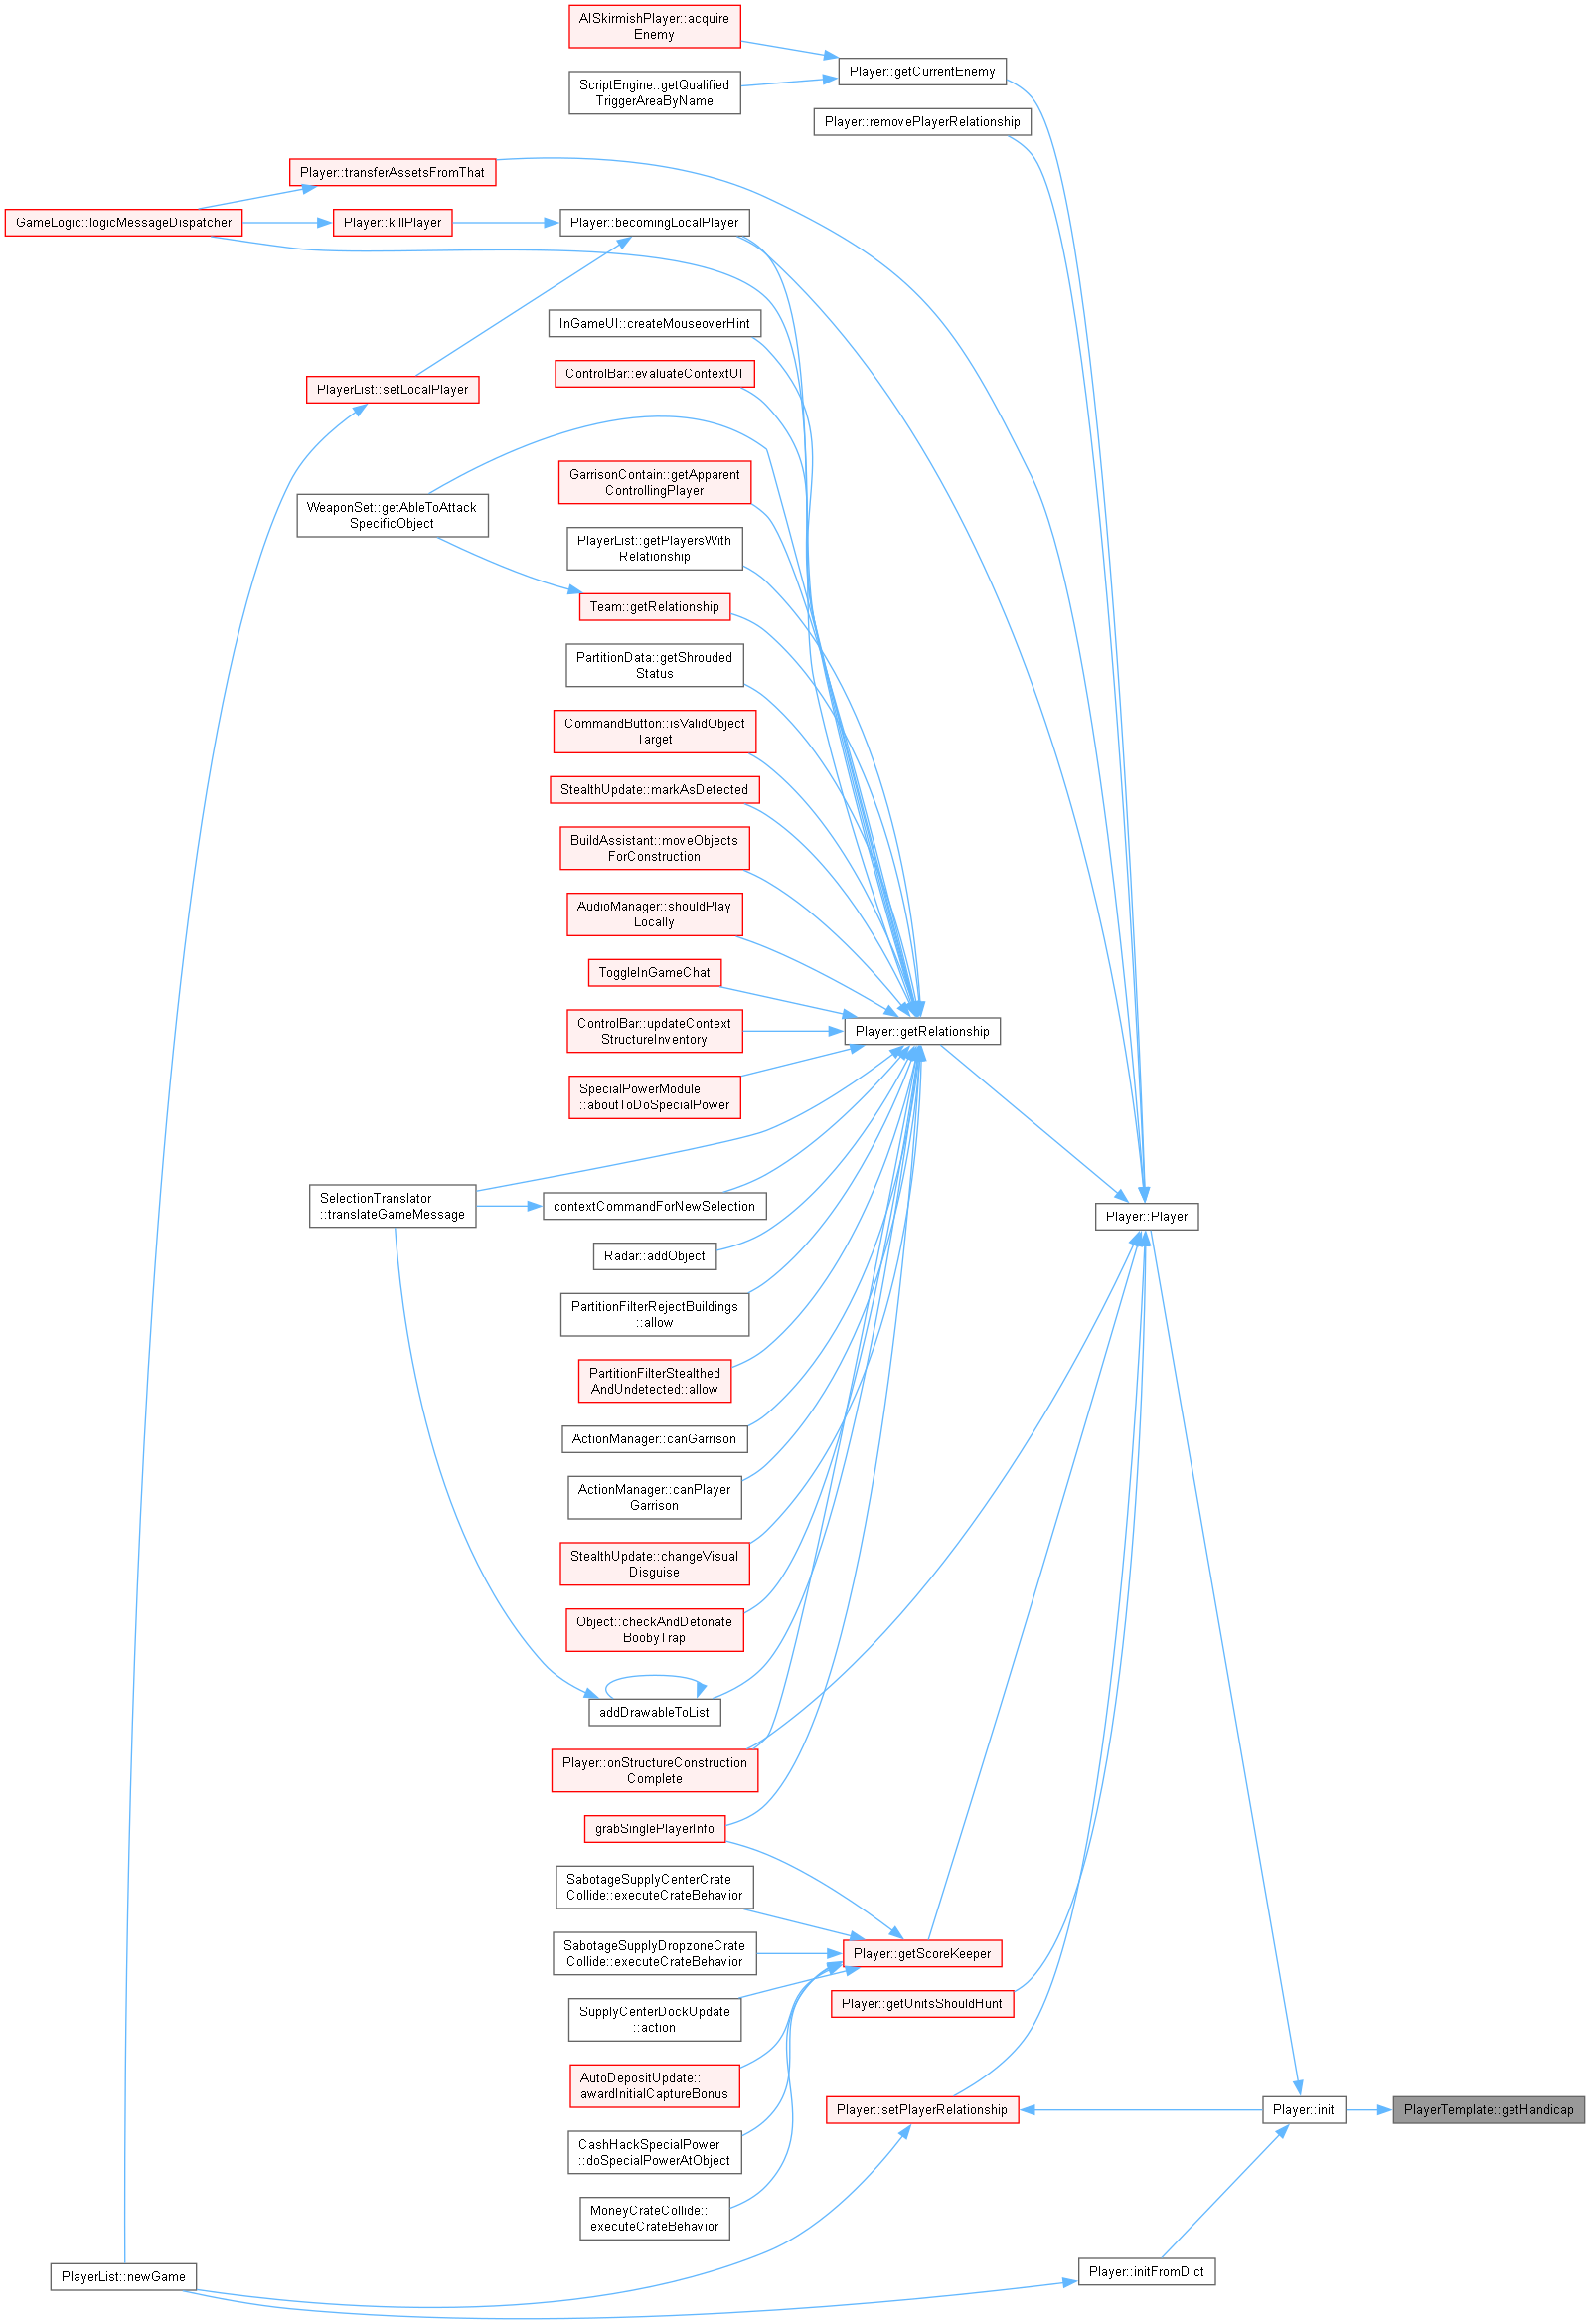 AISkirmishPlayer::acquire
Enemy
Player::getCurrentEnemy
ScriptEngine::getQualified
TriggerAreaByName
Player::removePlayerRelationship
Player::transferAssetsFromThat
GameLogic::logicMessageDispatcher
Player::killPlayer
Player::becomingLocalPlayer
InGameUI::createMouseoverHint
ControlBar::evaluateContextUI
PlayerList::setLocalPlayer
GarrisonContain::getApparent
ControllingPlayer
WeaponSet::getAbleToAttack
SpecificObject
PlayerList::getPlayersWith
Relationship
Team::getRelationship
PartitionData::getShrouded
Status
CommandButton::isValidObject
Target
StealthUpdate::markAsDetected
BuildAssistant::moveObjects
ForConstruction
AudioManager::shouldPlay
Locally
ToggleInGameChat
ControlBar::updateContext
StructureInventory
Player::getRelationship
SpecialPowerModule
::aboutToDoSpecialPower
SelectionTranslator
::translateGameMessage
contextCommandForNewSelection
Player::Player
Radar::addObject
PartitionFilterRejectBuildings
::allow
PartitionFilterStealthed
AndUndetected::allow
ActionManager::canGarrison
ActionManager::canPlayer
Garrison
StealthUpdate::changeVisual
Disguise
Object::checkAndDetonate
BoobyTrap
addDrawableToList
Player::onStructureConstruction
Complete
grabSinglePlayerInfo
SabotageSupplyCenterCrate
Collide::executeCrateBehavior
SabotageSupplyDropzoneCrate
Collide::executeCrateBehavior
Player::getScoreKeeper
SupplyCenterDockUpdate
::action
Player::getUnitsShouldHunt
AutoDepositUpdate::
awardInitialCaptureBonus
Player::setPlayerRelationship
Player::init
PlayerTemplate::getHandicap
CashHackSpecialPower
::doSpecialPowerAtObject
MoneyCrateCollide::
executeCrateBehavior
PlayerList::newGame
Player::initFromDict